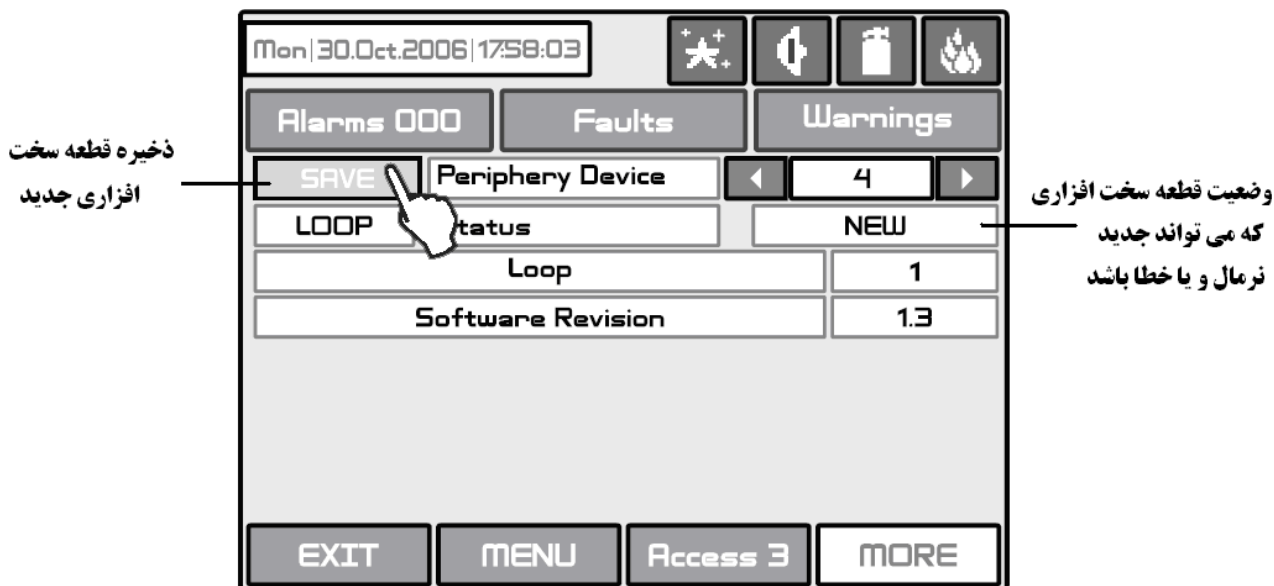 Mon|30.Oct.2006|17:58:03
Alarms 000 Faults Warnings
SAVE Periphery Device 4
LOOP tatus NEW
Loop 1
Software Revision 1.3
EXIT MENU Access 3 MORE
ذخیره قطعه سخت
افزاری جدید
وضعیت قطعه سخت افزاری
که می تواند جدید
نرمال و یا خطا باشد